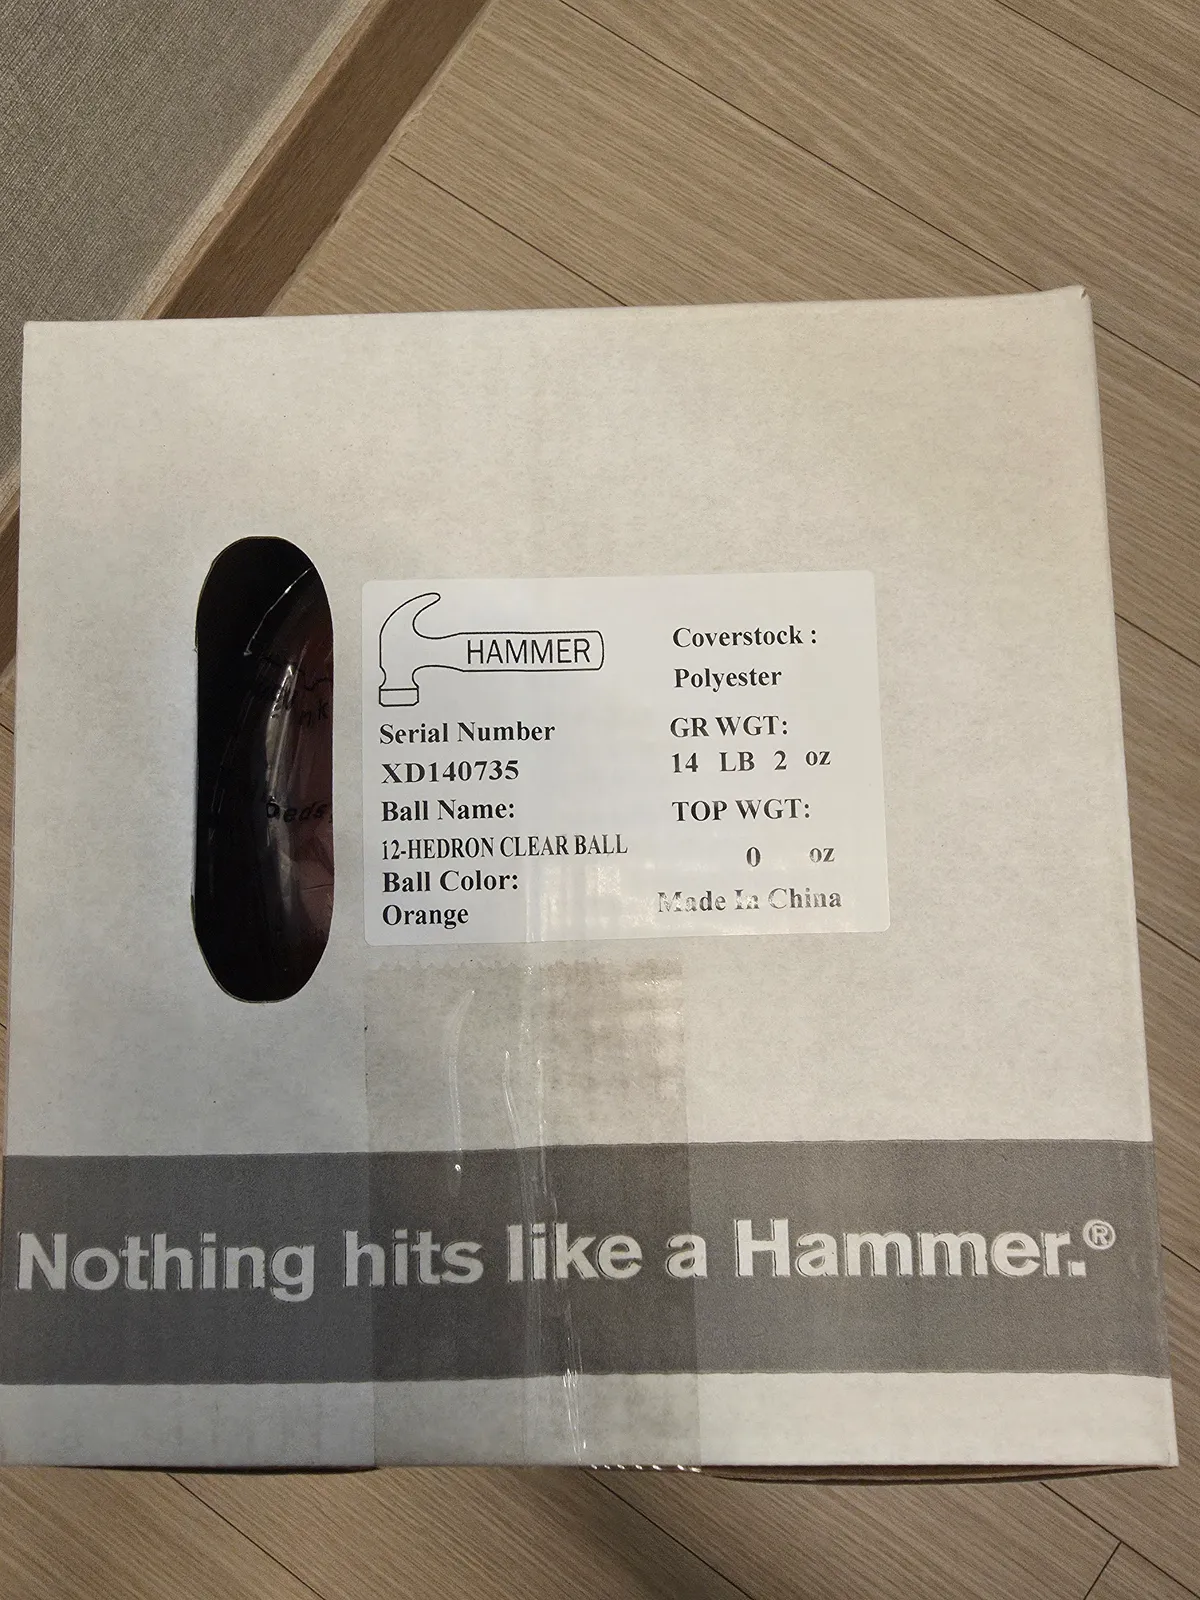 HAMMER
Serial Number
XD140735
Ball Name:
12-HEDRON CLEAR BALL
Ball Color:
Orange
Coverstock :
Polyester
GR WGT:
14 LB 2 oz
TOP WGT:
0 oz
Made In China
Nothing hits like a Hammer.®